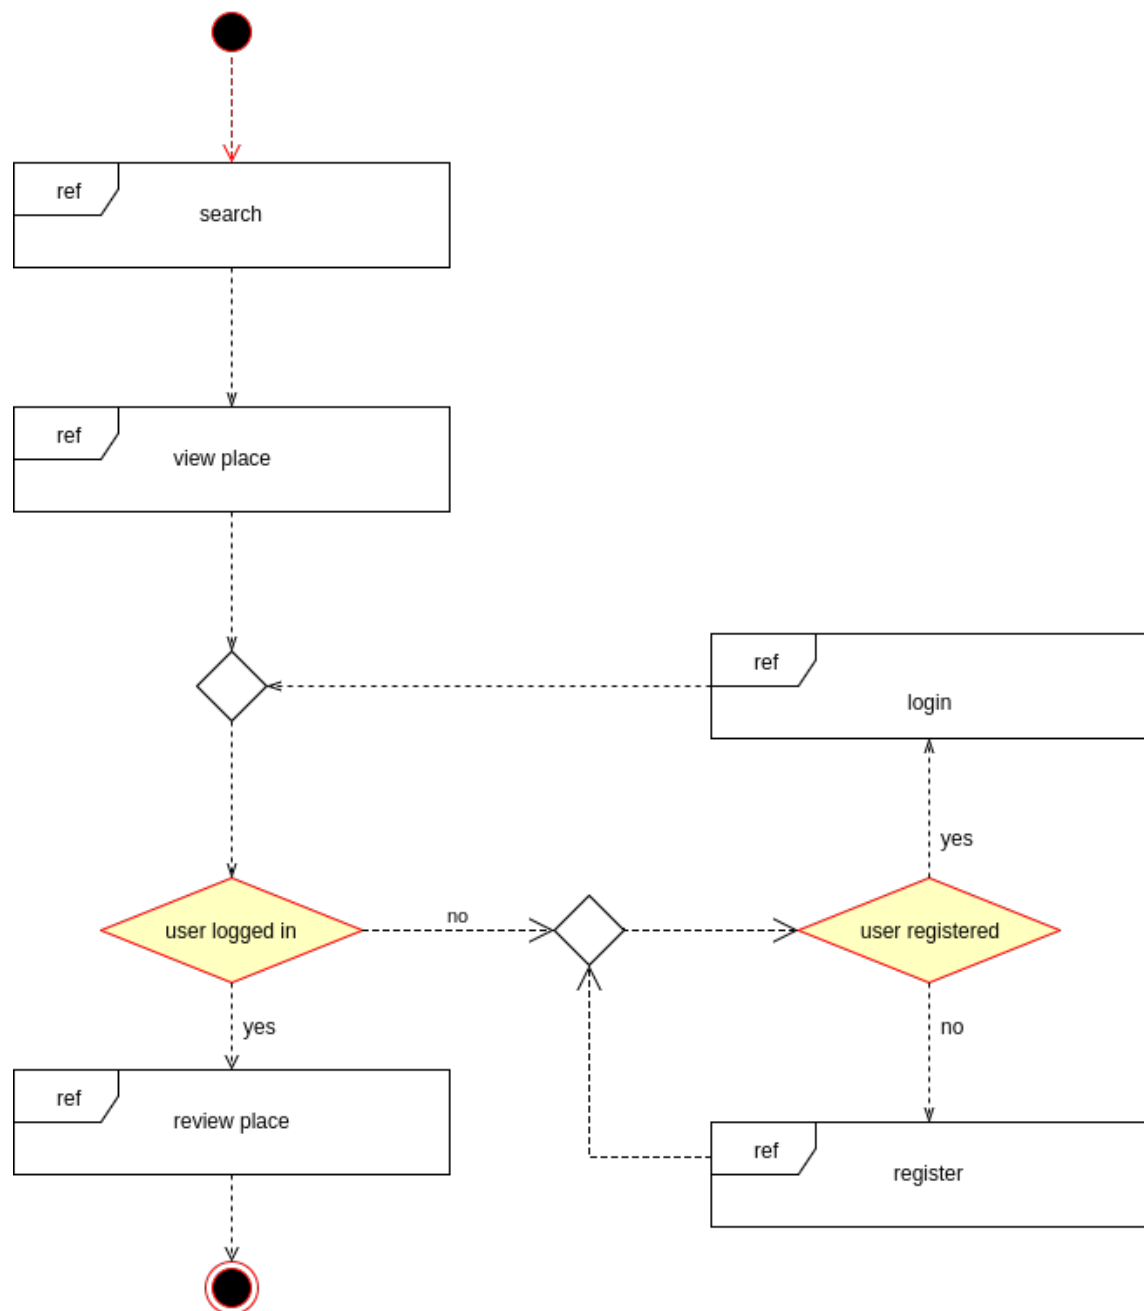 ref
search
ref
view place
ref
login
yes
user logged in
no
user registered
yes
no
ref
review place
ref
register